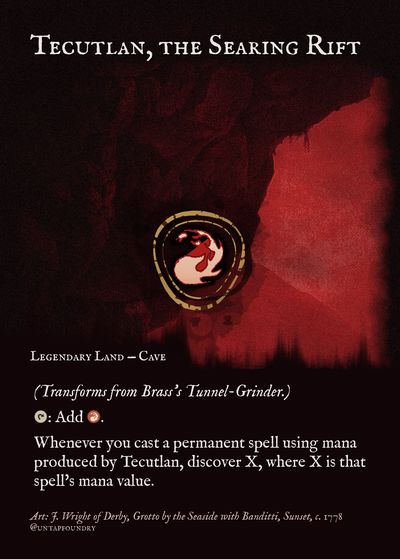 Tecutlan, the Searing Rift
Legendary Land – Cave
(Transforms from Brass's Tunnel-Grinder.)
: Add .
Whenever you cast a permanent spell using mana
produced by Tecutlan, discover X, where X is that
spell's mana value.
Art: J. Wright of Derby, Grotto by the Seaside with Banditti, Sunset, c. 1778
@untapfoundry